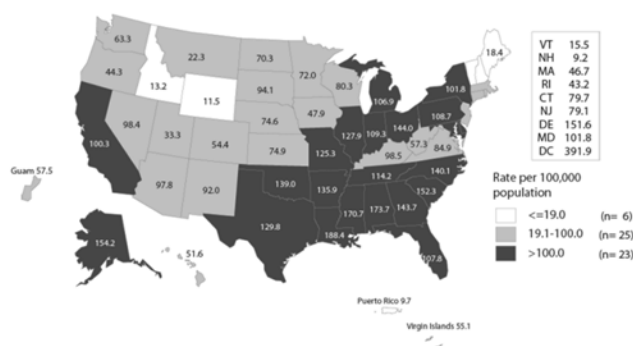 63.3
44.3
13.2
22.3
11.5
70.3
94.1
74.6
74.9
72.0
47.9
80.3
106.9
18.4
101.8
108.7
98.4
33.3
54.4
100.3
97.8
92.0
139.0
129.8
125.3
135.9
127.9
109.3
144.0
57.3
84.9
98.5
114.2
140.1
152.3
170.7
173.7
143.7
188.4
107.8
154.2
51.6
Guam 57.5
Puerto Rico 9.7
Virgin Islands 55.1
VT 15.5
NH 9.2
MA 46.7
RI 43.2
CT 79.7
NJ 79.1
DE 151.6
MD 101.8
DC 391.9
Rate per 100,000
population
<=19.0 (n= 6)
19.1-100.0 (n= 25)
>100.0 (n= 23)